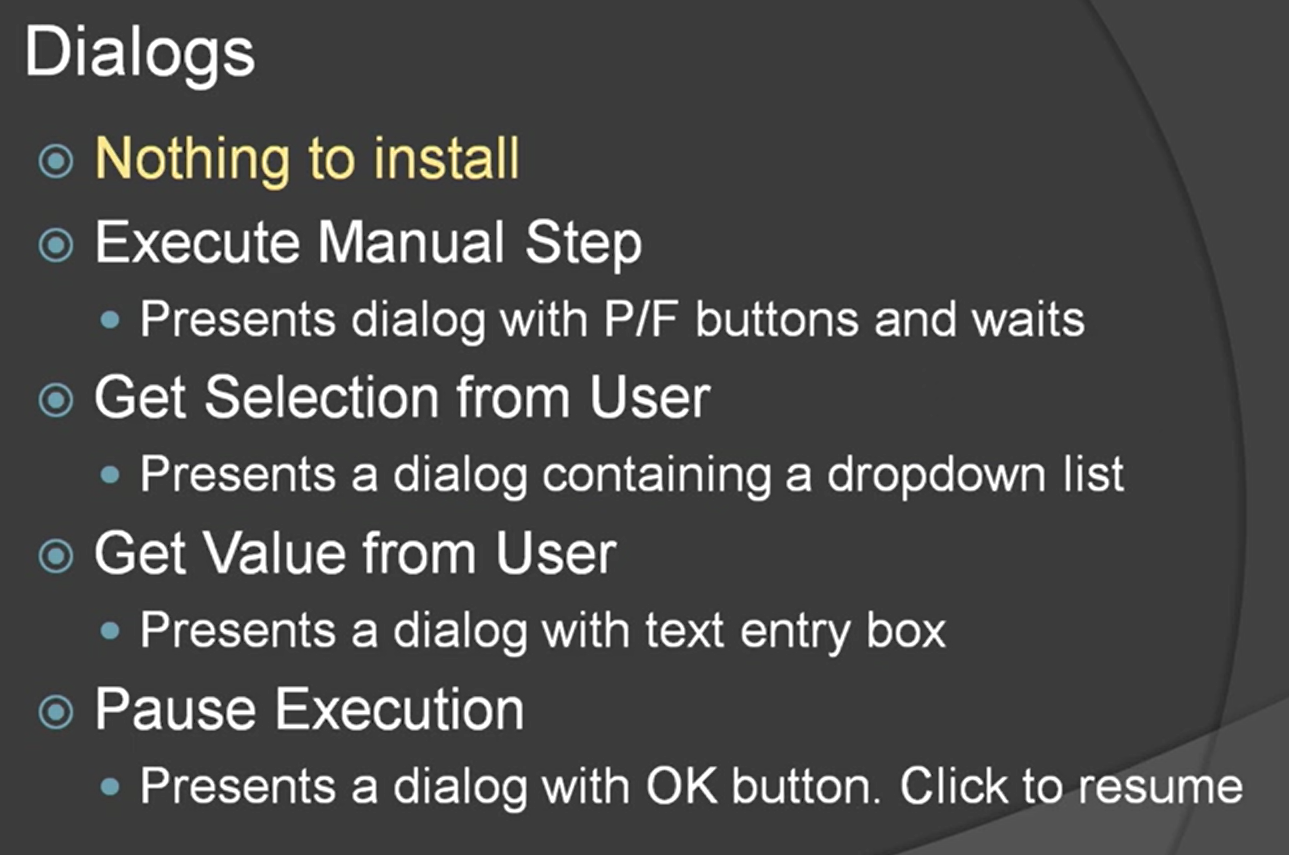 Dialogs
Nothing to install
Execute Manual Step
Presents dialog with P/F buttons and waits
Get Selection from User
Presents a dialog containing a dropdown list
Get Value from User
Presents a dialog with text entry box
Pause Execution
Presents a dialog with OK button. Click to resume